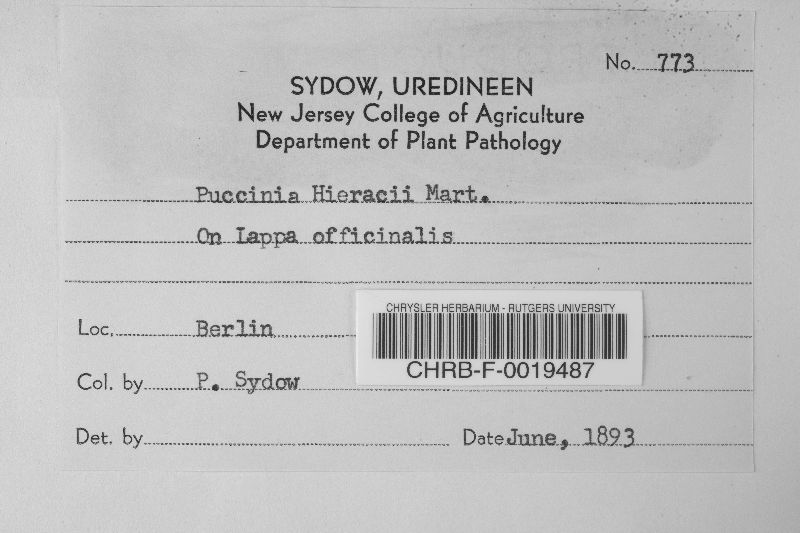 No. 773
SYDOW, UREDINEEN
New Jersey College of Agriculture
Department of Plant Pathology
Puccinia Hieracii Mart.
On Lappa officinalis
Loc. Berlin
CHRYSLER HERBARIUM - RUTGERS UNIVERSITY
CHRB-F-0019487
Col. by P. Sydow
Det. by Date June, 1893